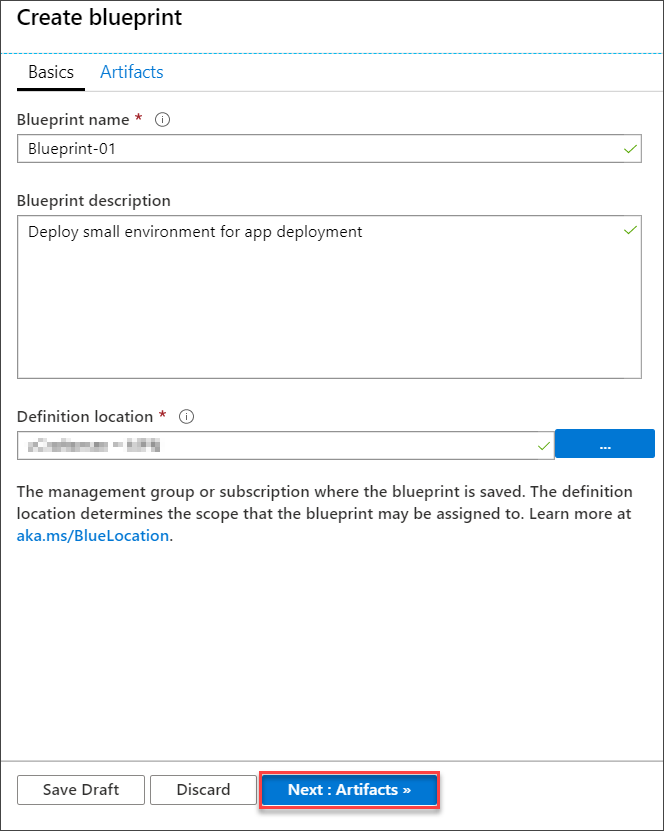 Create blueprint
Basics Artifacts
Blueprint name *
Blueprint-01
Blueprint description
Deploy small environment for app deployment
Definition location *
...
The management group or subscription where the blueprint is saved. The definition
location determines the scope that the blueprint may be assigned to. Learn more at
aka.ms/BlueLocation.
Save Draft Discard Next : Artifacts »